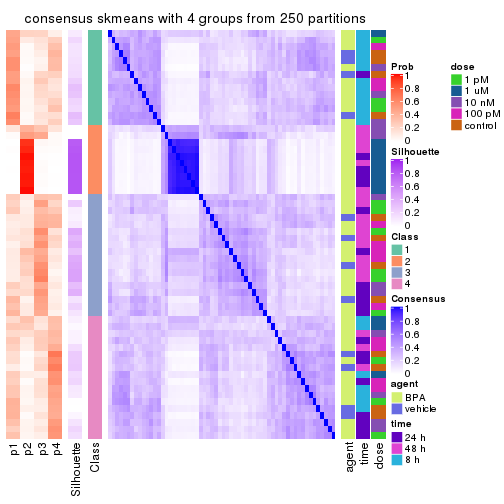 consensus skmeans with 4 groups from 250 partitions
Prob
1
0.8
0.6
0.4
0.2
0
Silhouette
1
0.8
0.6
0.4
0.2
0
Class
1
2
3
4
Consensus
1
0.8
0.6
0.4
0.2
0
agent
BPA
vehicle
time
24 h
48 h
8 h
dose
1 pM
1 uM
10 nM
100 pM
control
p1
p2
p3
p4
Silhouette
Class
agent
time
dose